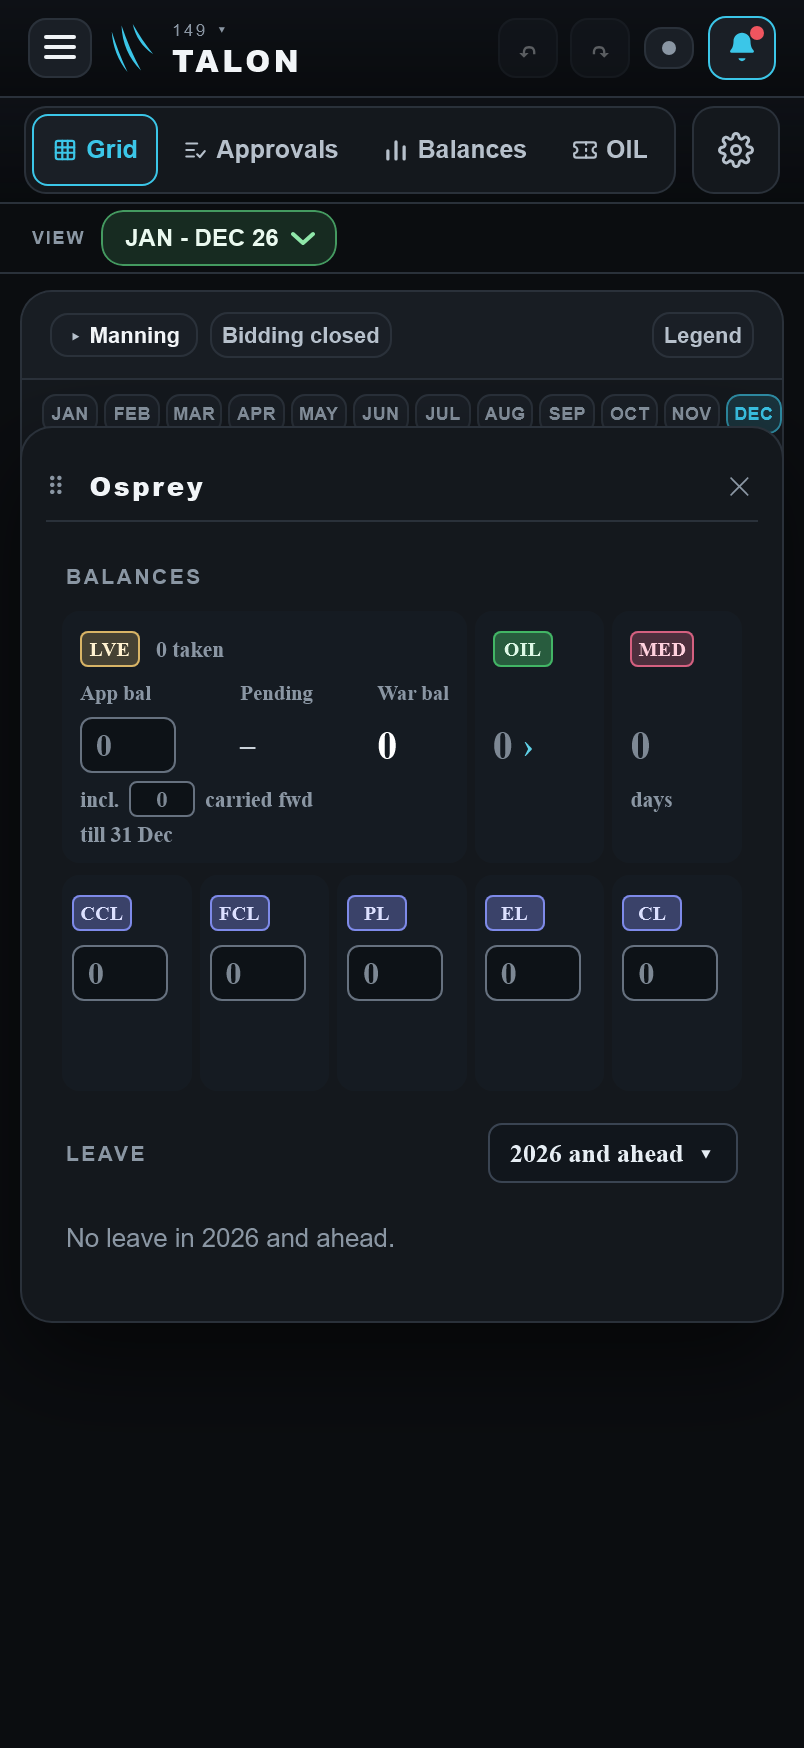 149 ▾
TALON
Grid Approvals Balances OIL
VIEW JAN - DEC 26
▸ Manning Bidding closed Legend
JAN FEB MAR APR MAY JUN JUL AUG SEP OCT NOV DEC
Osprey
BALANCES
LVE 0 taken OIL MED
App bal Pending War bal
0 – 0 0 › 0
incl. 0 carried fwd days
till 31 Dec
CCL FCL PL EL CL
0 0 0 0 0
LEAVE 2026 and ahead ▾
No leave in 2026 and ahead.